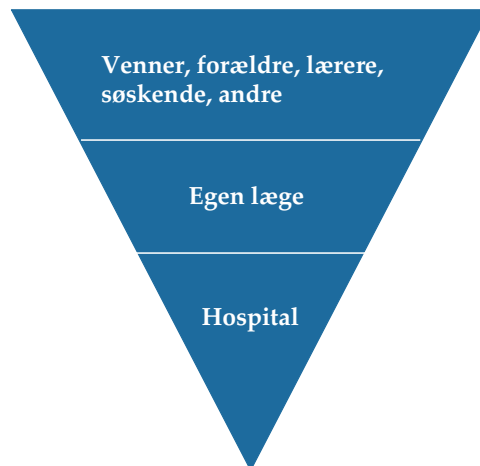 Venner, forældre, lærere,
søskende, andre
Egen læge
Hospital